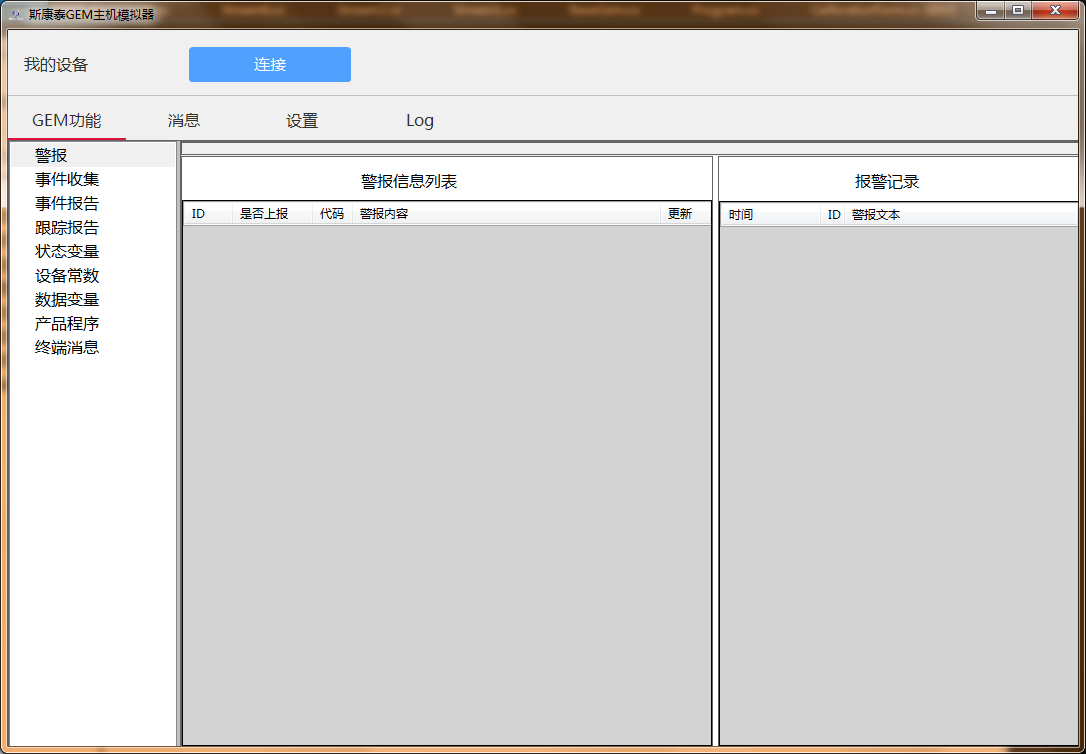 斯康泰GEM主机模拟器
我的设备
连接
GEM功能 消息 设置 Log
警报
事件收集
事件报告
跟踪报告
状态变量
设备常数
数据变量
产品程序
终端消息
警报信息列表
ID 是否上报 代码 警报内容 更新
报警记录
时间 ID 警报文本